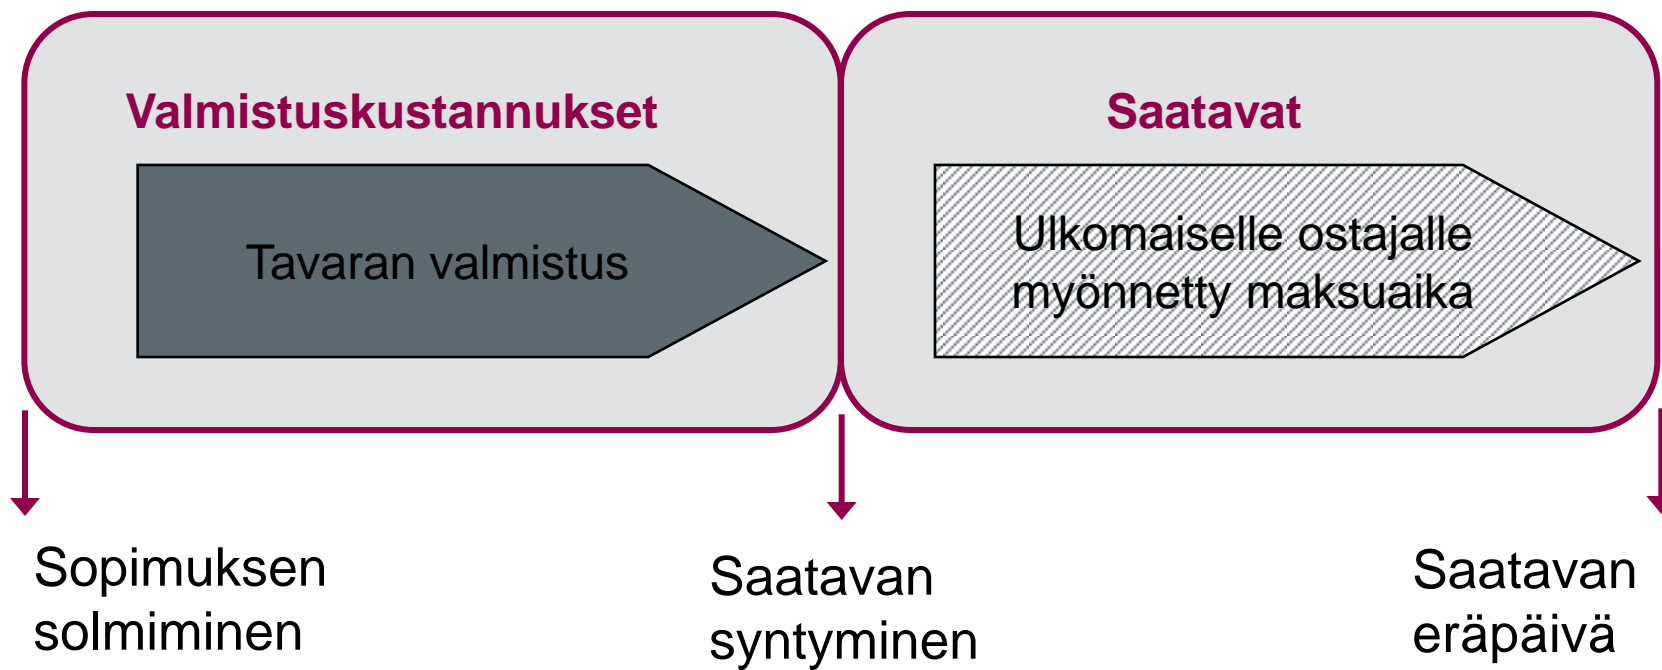 Valmistuskustannukset
Tavaran valmistus
Saatavat
Ulkomaiselle ostajalle
myönnetty maksuaika
Sopimuksen
solmiminen
Saatavan
syntyminen
Saatavan
eräpäivä